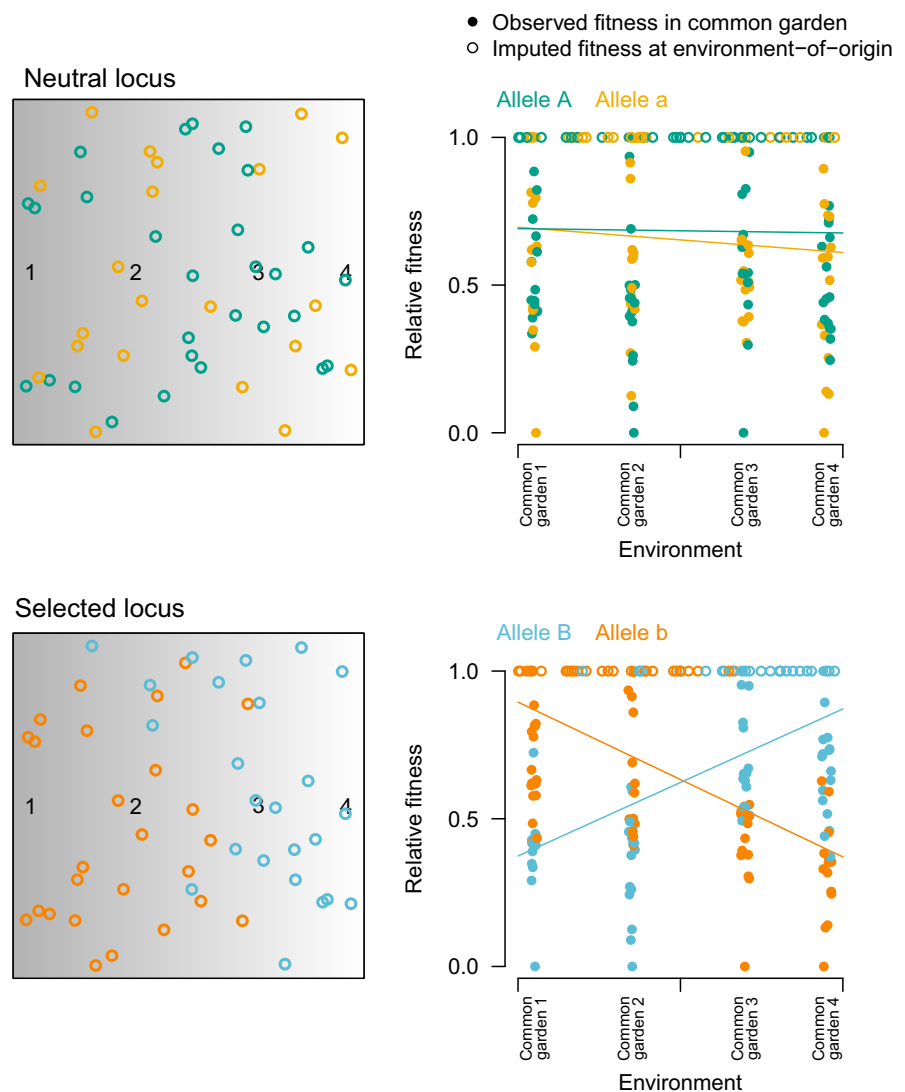 Observed fitness in common garden
Imputed fitness at environment−of−origin
Neutral locus
1
2
3
4
Allele A
Allele a
1.0
0.5
0.0
Relative fitness
Common garden 1
Common garden 2
Common garden 3
Common garden 4
Environment
Selected locus
1
2
3
4
Allele B
Allele b
1.0
0.5
0.0
Relative fitness
Common garden 1
Common garden 2
Common garden 3
Common garden 4
Environment